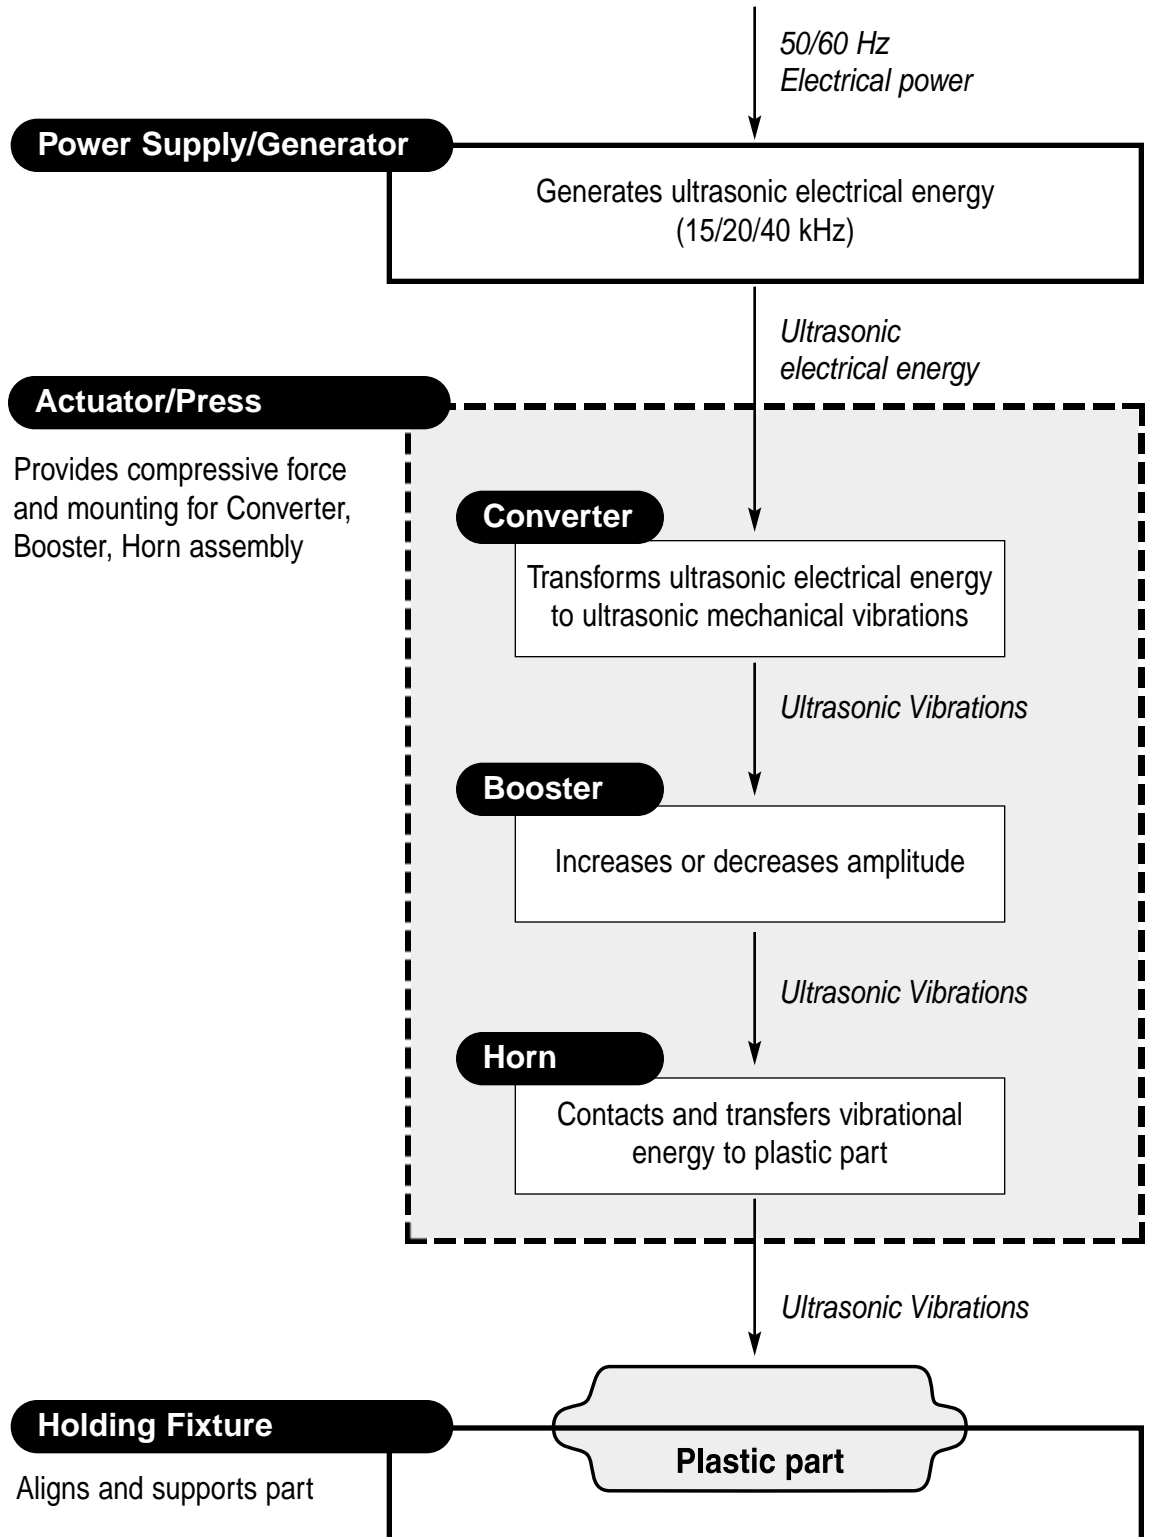 50/60 Hz
Electrical power
Power Supply/Generator
Generates ultrasonic electrical energy
(15/20/40 kHz)
Ultrasonic
electrical energy
Actuator/Press
Provides compressive force
and mounting for Converter,
Booster, Horn assembly
Converter
Transforms ultrasonic electrical energy
to ultrasonic mechanical vibrations
Ultrasonic Vibrations
Booster
Increases or decreases amplitude
Ultrasonic Vibrations
Horn
Contacts and transfers vibrational
energy to plastic part
Ultrasonic Vibrations
Holding Fixture
Plastic part
Aligns and supports part